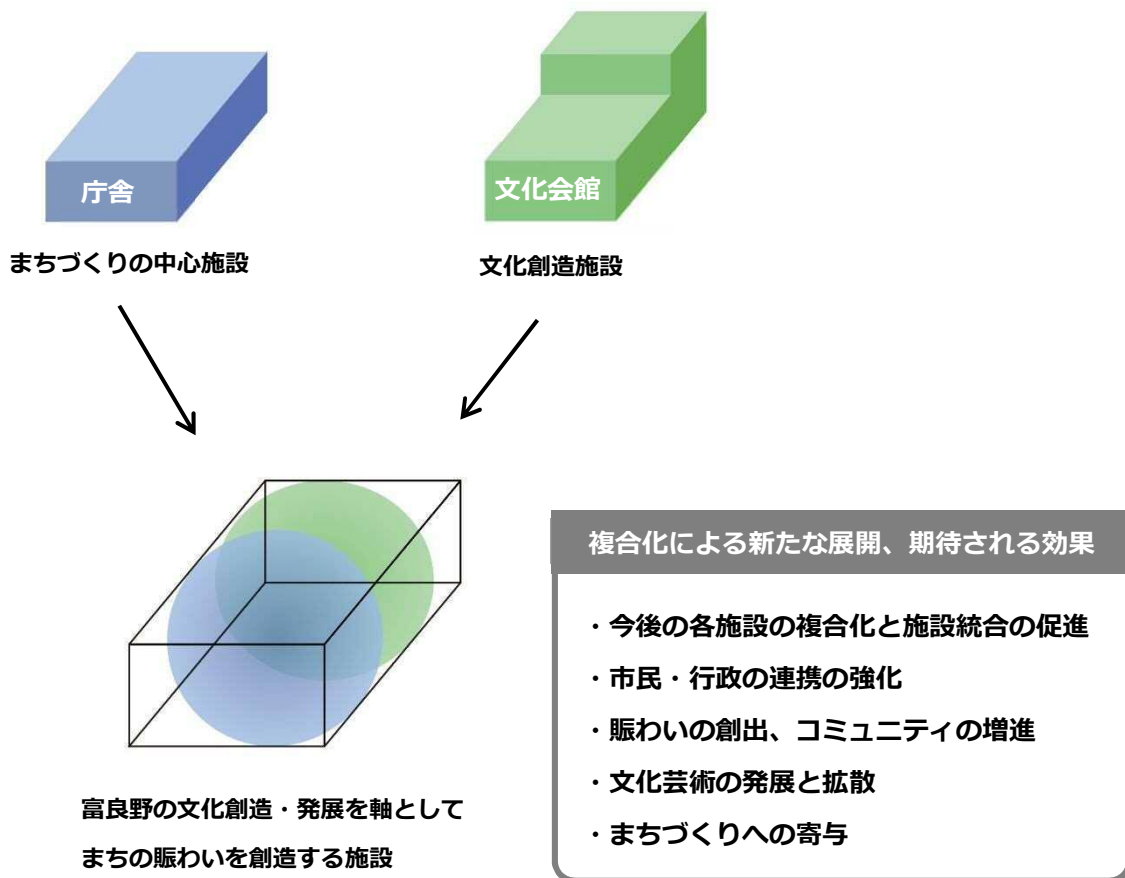 庁舎
文化会館
まちづくりの中心施設
文化創造施設
複合化による新たな展開、期待される効果
・今後の各施設の複合化と施設統合の促進
・市民・行政の連携の強化
・賑わいの創出、コミュニティの増進
・文化芸術の発展と拡散
・まちづくりへの寄与
富良野の文化創造・発展を軸として
まちの賑わいを創造する施設